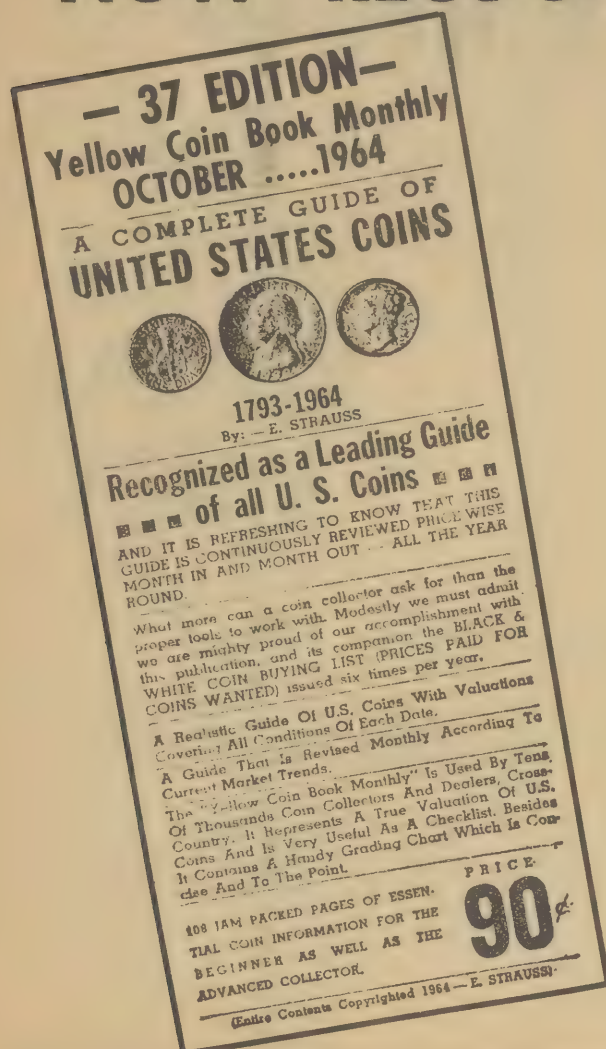 — 37 EDITION—
Yellow Coin Book Monthly
OCTOBER .....1964
A COMPLETE GUIDE OF
UNITED STATES COINS
1793-1964
By: — E. STRAUSS
Recognized as a Leading Guide
of all U. S. Coins
AND IT IS REFRESHING TO KNOW THAT THIS
GUIDE IS CONTINUOUSLY REVIEWED PRICE WISE
MONTH IN AND MONTH OUT - - ALL THE YEAR
ROUND.
What more can a coin collector ask for than the
proper tools to work with. Modestly we must admit
we are mighty proud of our accomplishment with
this publication, and its companion the BLACK &
WHITE COIN BUYING LIST (PRICES PAID FOR
COINS WANTED) issued six times per year.
A Realistic Guide Of U.S. Coins With Valuations
Covering All Conditions Of Each Date.
A Guide That Is Revised Monthly According To
Current Market Trends.
The "Yellow Coin Book Monthly" Is Used By Tens
Of Thousands Coin Collectors And Dealers, Cross-
Country. It Represents A True Valuation Of U.S.
Coins And Is Very Useful As A Checklist. Besides
It Contains A Handy Grading Chart Which Is Con-
cise And To The Point.
108 JAM PACKED PAGES OF ESSEN-
TIAL COIN INFORMATION FOR THE
BEGINNER AS WELL AS THE
ADVANCED COLLECTOR.
PRICE
90¢
(Entire Contents Copyrighted 1964 — E. STRAUSS)